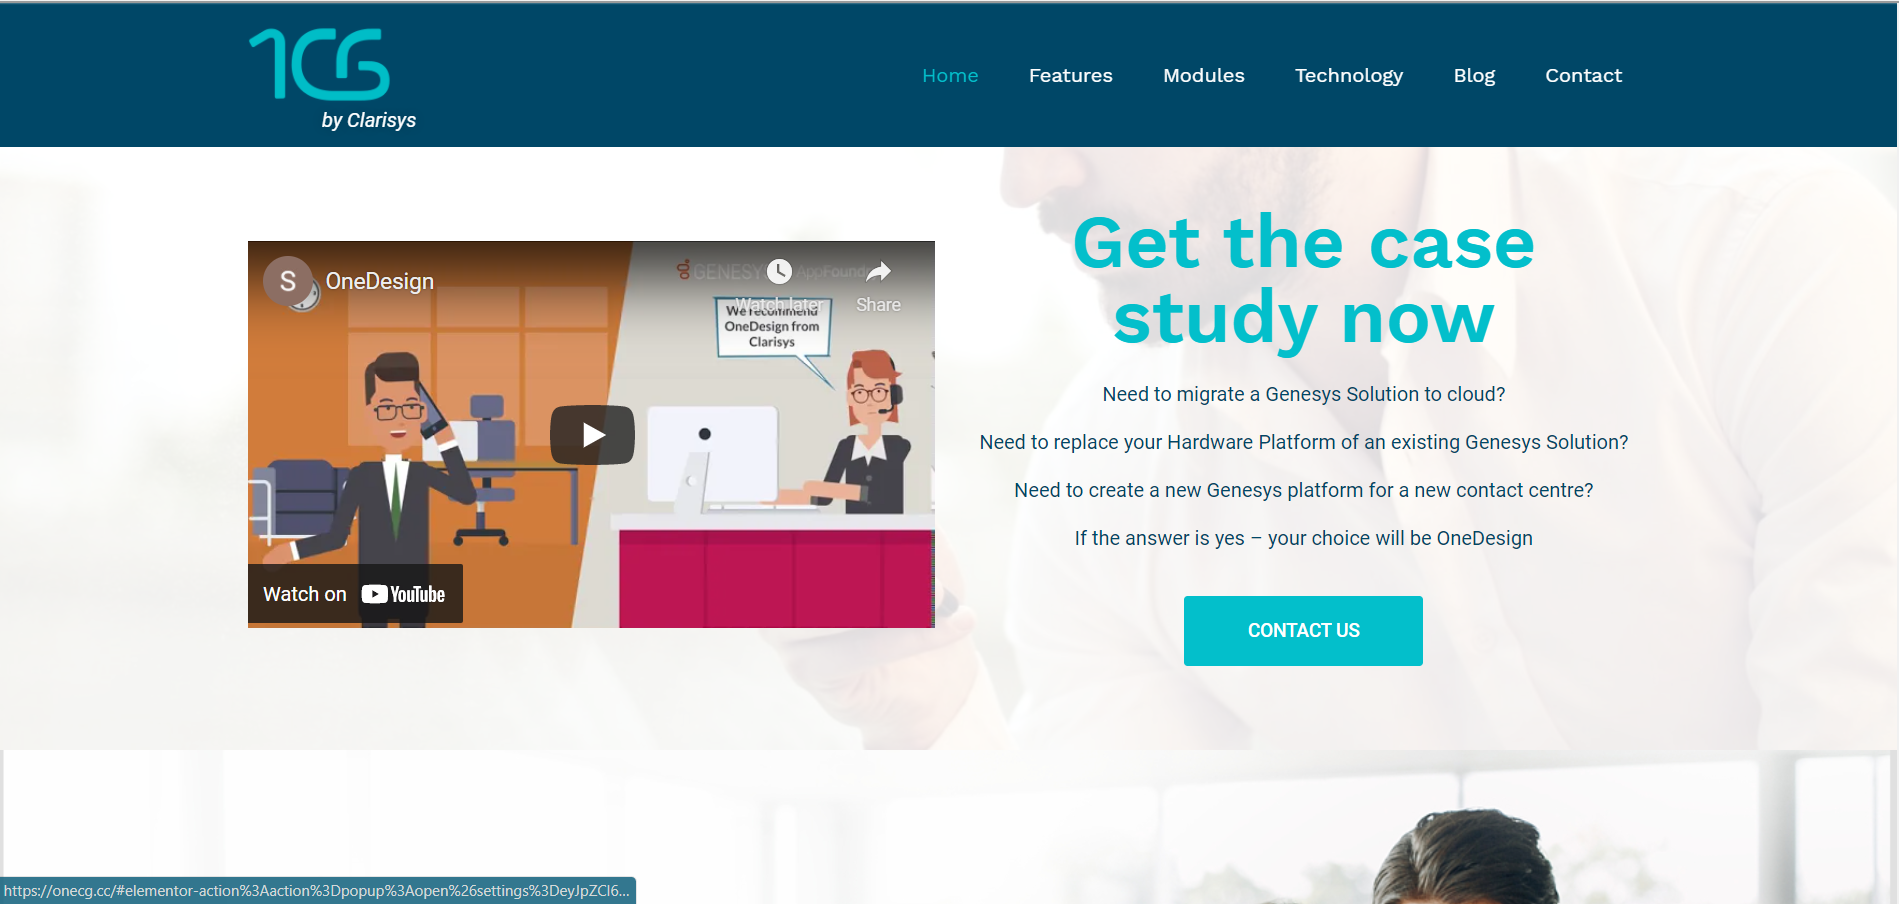 1CG
by Clarisys
Home
Features
Modules
Technology
Blog
Contact
S
OneDesign
GENESYS AppFoundry
Watch later
Share
We recommend
OneDesign from
Clarisys
Watch on YouTube
Get the case
study now
Need to migrate a Genesys Solution to cloud?
Need to replace your Hardware Platform of an existing Genesys Solution?
Need to create a new Genesys platform for a new contact centre?
If the answer is yes – your choice will be OneDesign
CONTACT US
https://onecg.cc/#elementor-action%3Aaction%3Dpopup%3Aopen%26settings%3DeyJpZCI6...